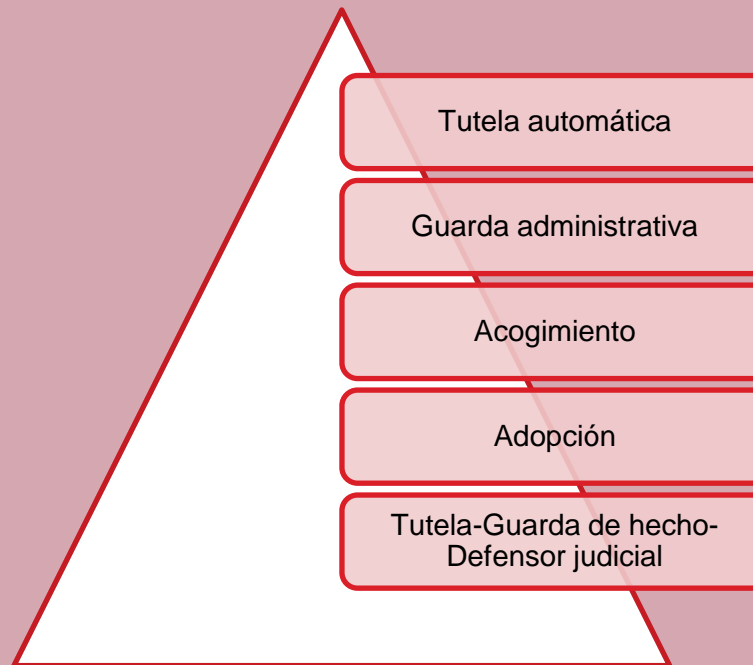 Tutela automática
Guarda administrativa
Acogimiento
Adopción
Tutela-Guarda de hecho-
Defensor judicial